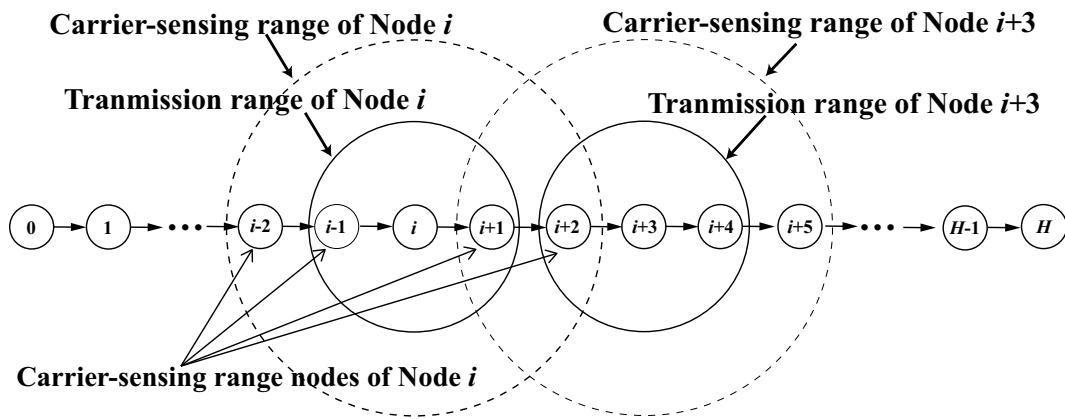 Carrier-sensing range of Node i
Carrier-sensing range of Node i+3
Tranmission range of Node i
Tranmission range of Node i+3
0 1 ••• i-2 i-1 i i+1 i+2 i+3 i+4 i+5 ••• H-1 H
Carrier-sensing range nodes of Node i